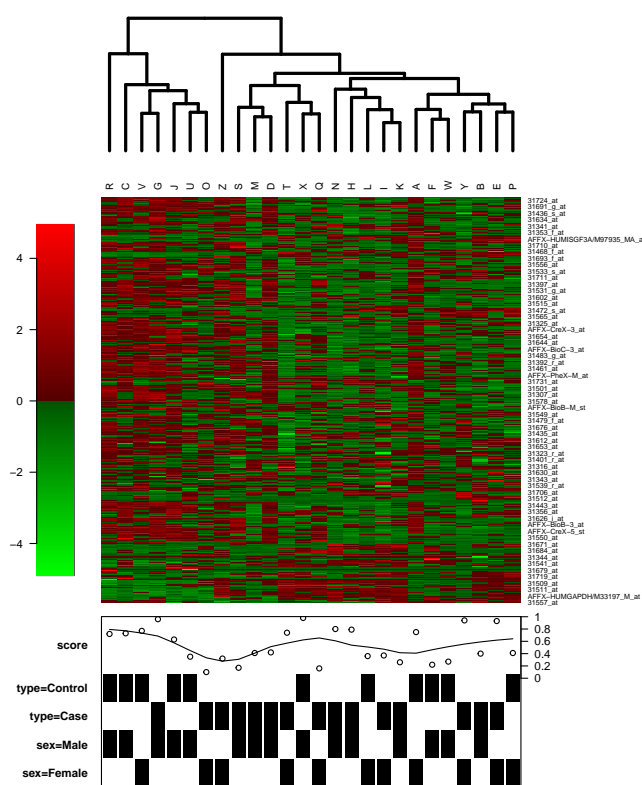 R C V G J U O Z S M D T X Q N H L I K A F W Y B E P
31724_at
31691_g_at
31436_s_at
31634_at
31341_at
31353_f_at
AFFX−HUMISGF3A/M97935_MA_a
31710_at
31468_f_at
31693_f_at
31556_at
31533_s_at
31711_at
31397_at
31531_g_at
31602_at
31515_at
31472_s_at
31565_at
31325_at
AFFX−CreX−3_at
31654_at
31644_at
AFFX−BioC−3_at
31483_g_at
31392_r_at
31461_at
AFFX−PheX−M_at
31731_at
31501_at
31307_at
31578_at
AFFX−BioB−M_st
31549_at
31479_f_at
31676_at
31435_at
31612_at
31653_at
31323_r_at
31401_r_at
31316_at
31630_at
31343_at
31539_r_at
31706_at
31512_at
31443_at
31356_at
31626_i_at
AFFX−BioB−3_at
AFFX−CreX−5_st
31550_at
31671_at
31684_at
31344_at
31541_at
31679_at
31719_at
31509_at
31511_at
AFFX−HUMGAPDH/M33197_M_at
31557_at
4
2
0
−2
−4
score
1
0.8
0.6
0.4
0.2
0
type=Control
type=Case
sex=Male
sex=Female